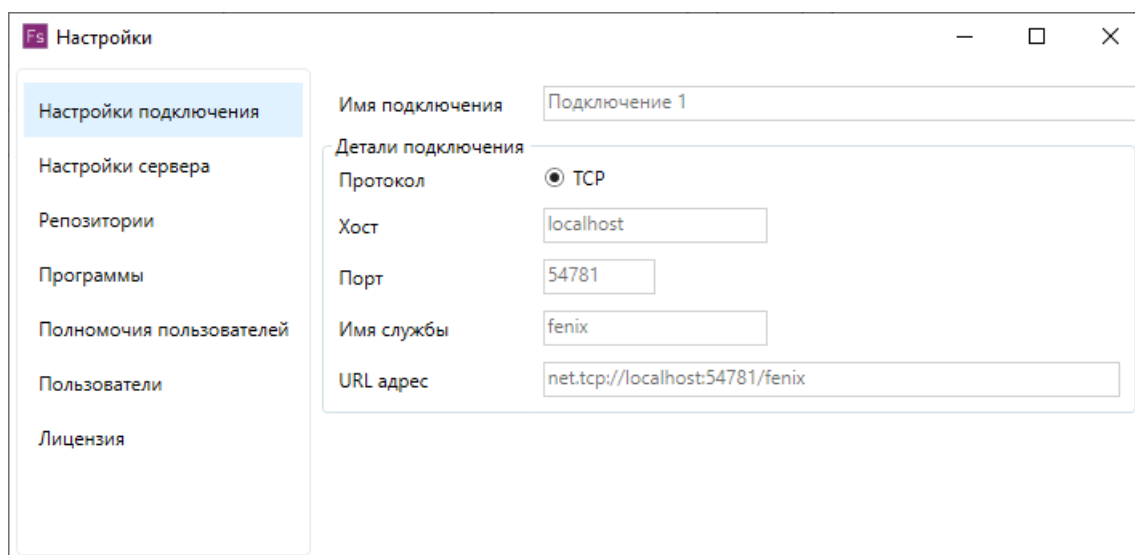 Fs Настройки
Настройки подключения
Настройки сервера
Репозитории
Программы
Полномочия пользователей
Пользователи
Лицензия
Имя подключения Подключение 1
Детали подключения
Протокол TCP
Хост localhost
Порт 54781
Имя службы fenix
URL адрес net.tcp://localhost:54781/fenix